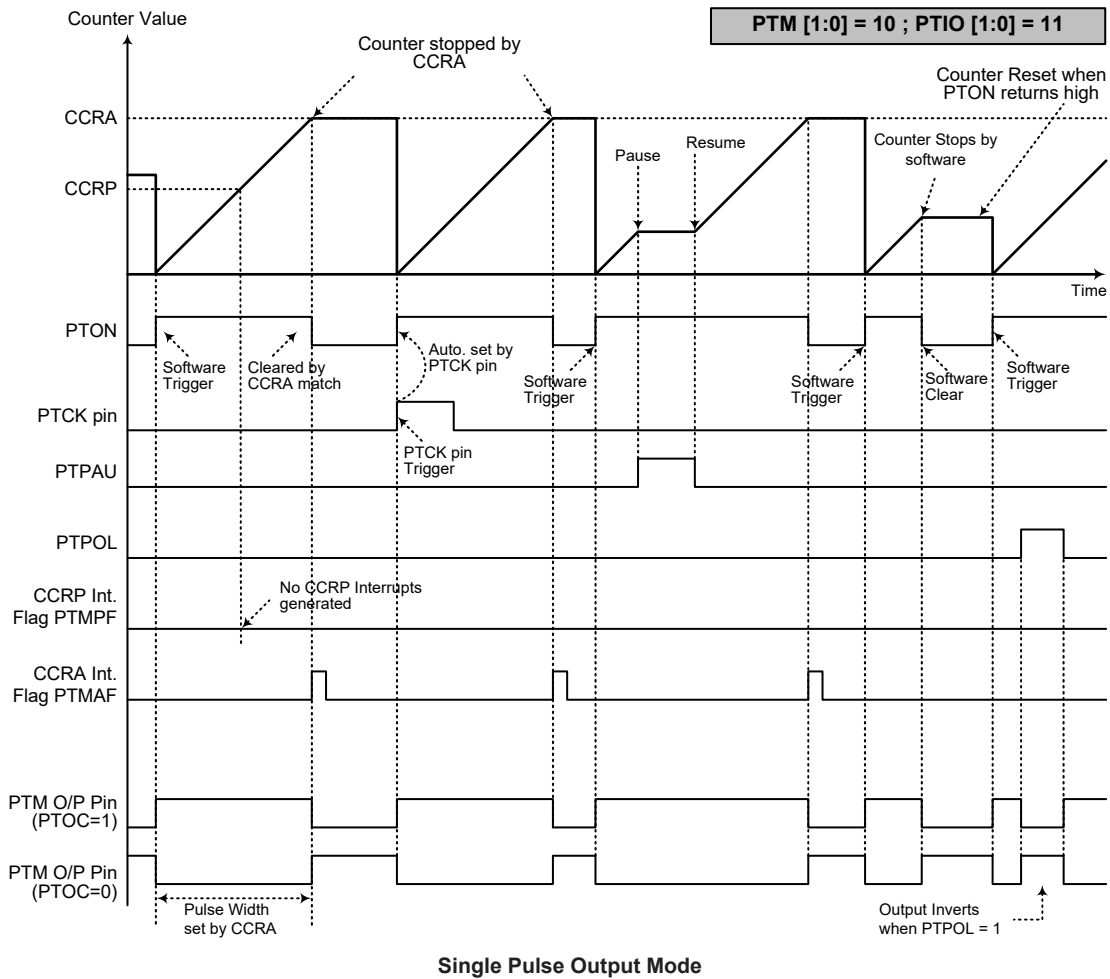 Counter Value
PTM [1:0] = 10 ; PTIO [1:0] = 11
Counter stopped by
CCRA
Counter Reset when
PTON returns high
CCRA
Pause
Resume
Counter Stops by
software
CCRP
Time
PTON
Software
Trigger
Cleared by
CCRA match
Auto. set by
PTCK pin
Software
Trigger
Software
Trigger
Software
Clear
Software
Trigger
PTCK pin
PTCK pin
Trigger
PTPAU
PTPOL
CCRP Int.
Flag PTMPF
No CCRP Interrupts
generated
CCRA Int.
Flag PTMAF
PTM O/P Pin
(PTOC=1)
PTM O/P Pin
(PTOC=0)
Pulse Width
set by CCRA
Output Inverts
when PTPOL = 1
Single Pulse Output Mode